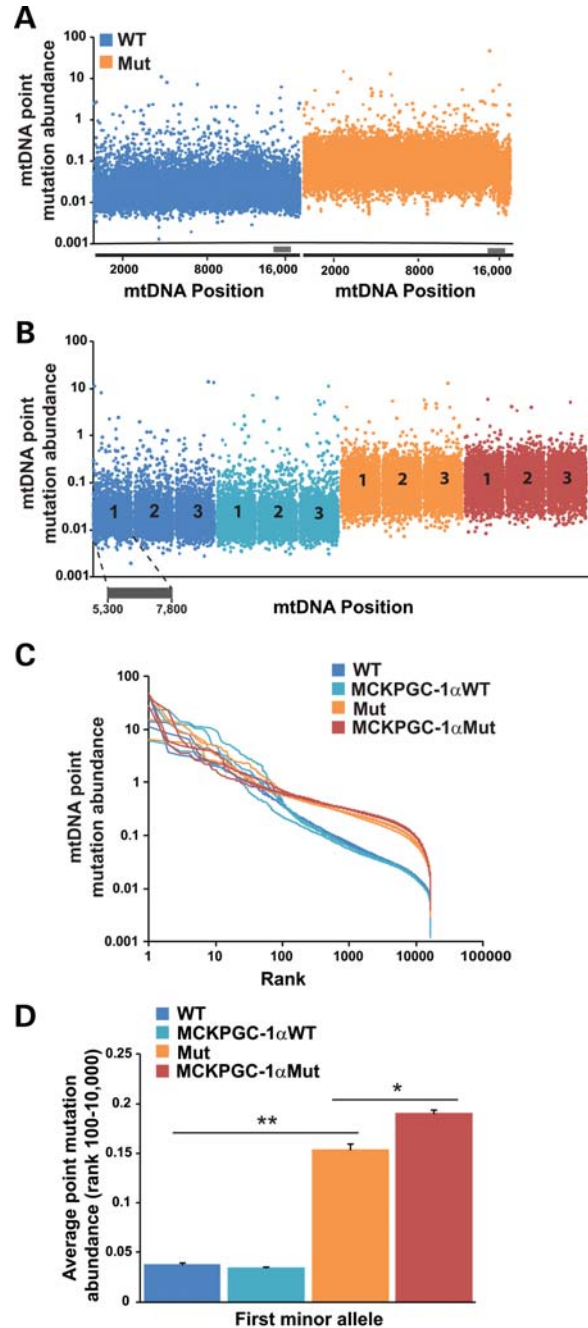 A
WT
Mut
mtDNA point
mutation abundance
100
10
1
0.1
0.01
0.001
2000 8000 16,000 2000 8000 16,000
mtDNA Position mtDNA Position
B
mtDNA point
mutation abundance
100
10
1
0.1
0.01
0.001
1 2 3 1 2 3 1 2 3 1 2 3
5,300 7,800
mtDNA Position
C
WT
MCKPGC-1αWT
Mut
MCKPGC-1αMut
mtDNA point
mutation abundance
100
10
1
0.1
0.01
0.001
1 10 100 1000 10000 100000
Rank
D
WT
MCKPGC-1αWT
Mut
MCKPGC-1αMut
Average point mutation
abundance (rank 100-10,000)
0.25
0.2
0.15
0.1
0.05
0
** *
First minor allele